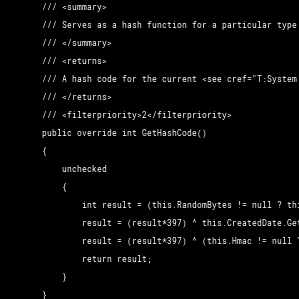 /// <summary>
/// Serves as a hash function for a particular type
/// </summary>
/// <returns>
/// A hash code for the current <see cref="T:System
/// </returns>
/// <filterpriority>2</filterpriority>
public override int GetHashCode()
{
unchecked
{
int result = (this.RandomBytes != null ? thi
result = (result*397) ^ this.CreatedDate.Get
result = (result*397) ^ (this.Hmac != null ?
return result;
}
}